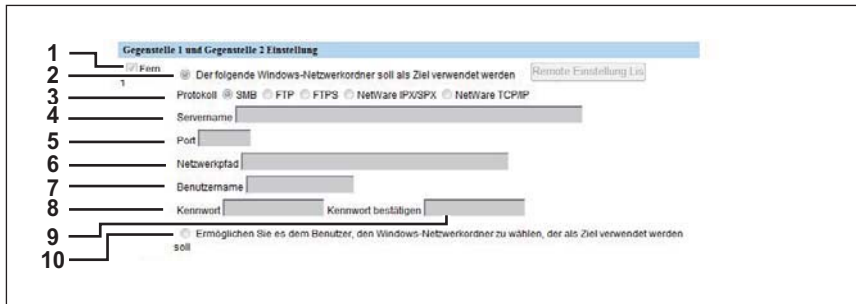 Gegenstelle 1 und Gegenstelle 2 Einstellung
1 Fern 1
2 Der folgende Windows-Netzwerkordner soll als Ziel verwendet werden Remote Einstellung Lis
3 Protokoll SMB FTP FTPS NetWare IPX/SPX NetWare TCP/IP
4 Servername
5 Port
6 Netzwerkpfad
7 Benutzername
8 Kennwort Kennwort bestätigen
9
10 Ermöglichen Sie es dem Benutzer, den Windows-Netzwerkordner zu wählen, der als Ziel verwendet werden
soll